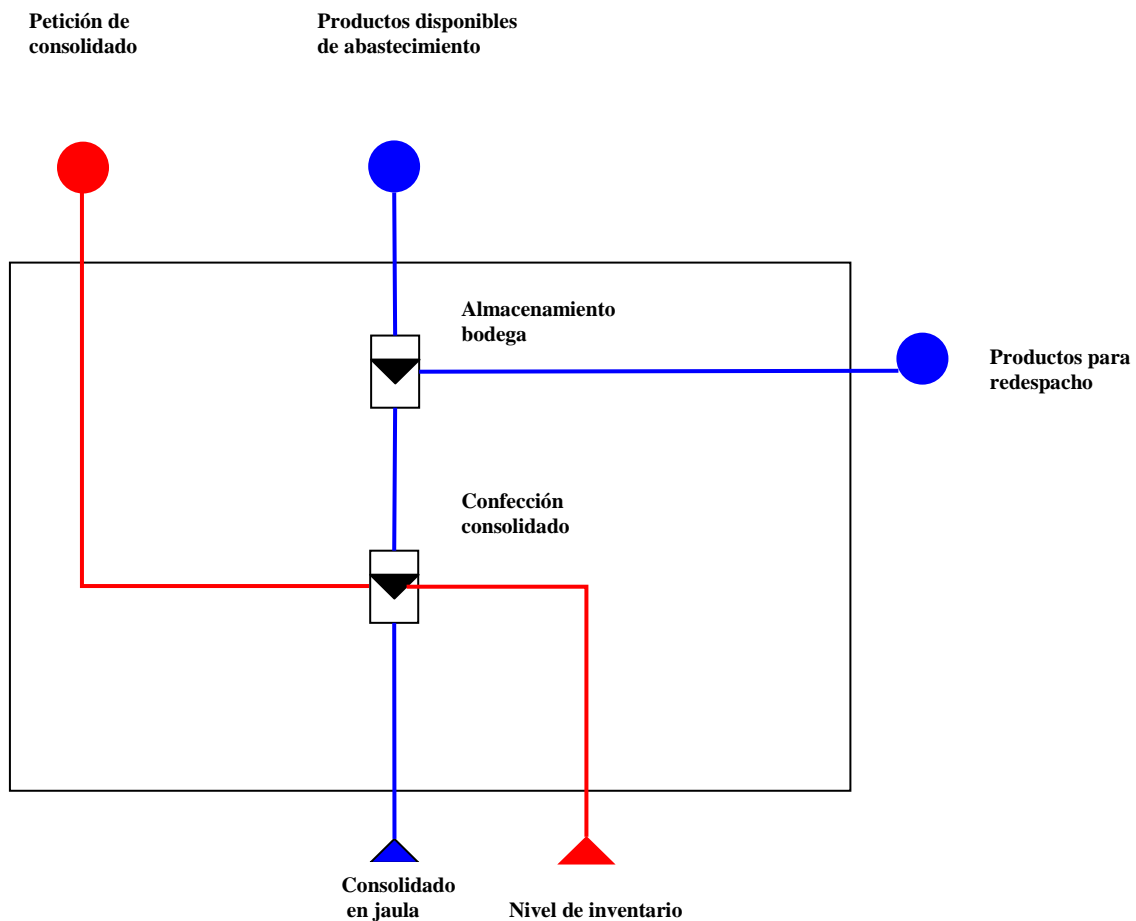 Petición de
consolidado
Productos disponibles
de abastecimiento
Almacenamiento
bodega
Productos para
redespacho
Confección
consolidado
Consolidado
en jaula
Nivel de inventario